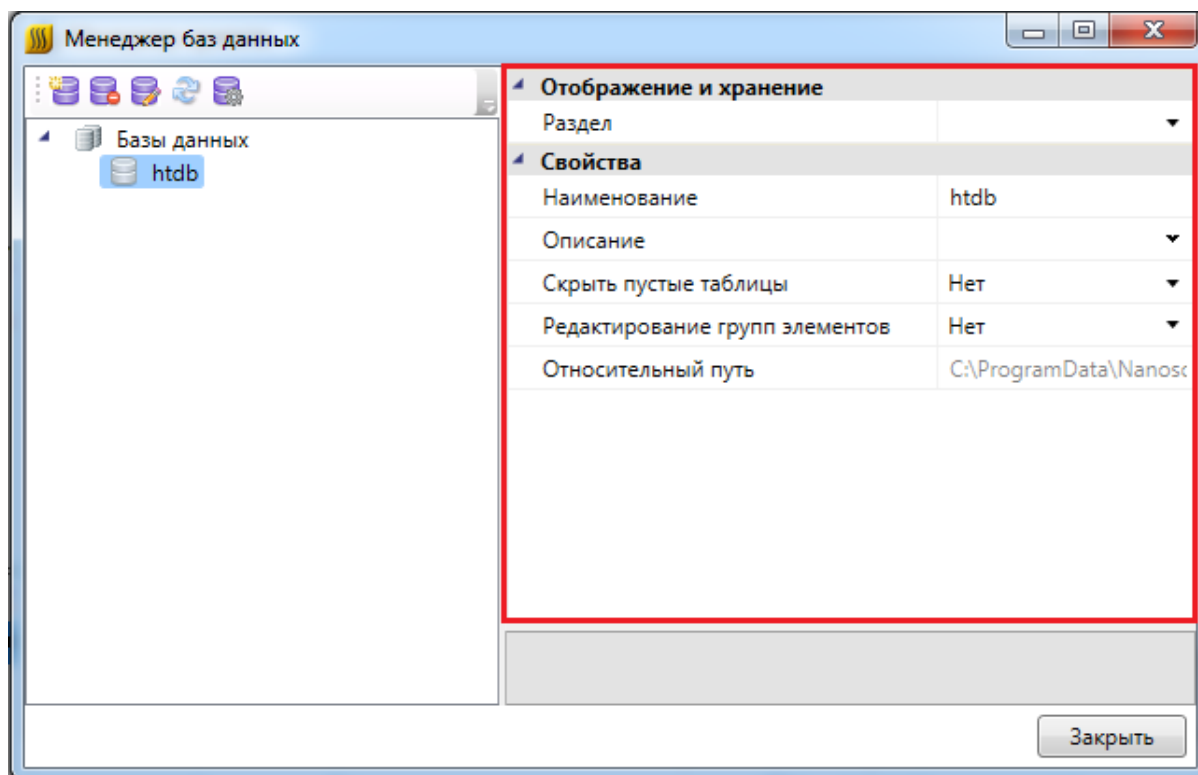 Менеджер баз данных
Базы данных
htdb
Отображение и хранение
Раздел
Свойства
Наименование htdb
Описание
Скрыть пустые таблицы Нет
Редактирование групп элементов Нет
Относительный путь C:\ProgramData\Nanosc
Закрыть